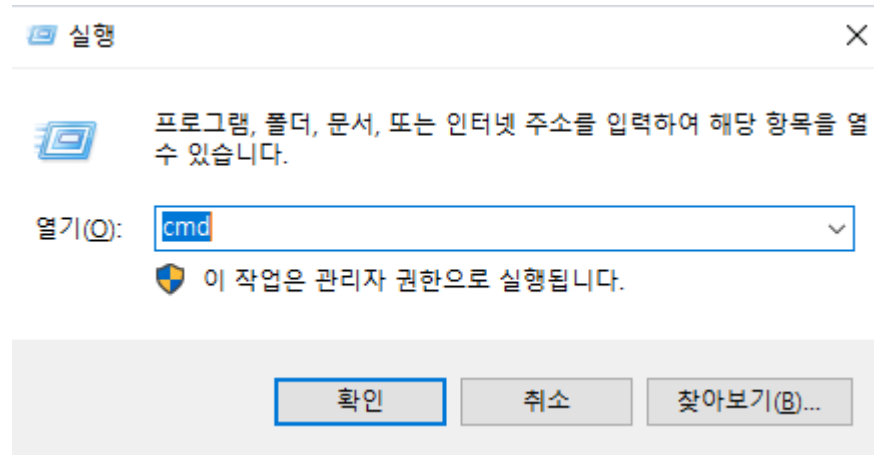 실행
프로그램, 폴더, 문서, 또는 인터넷 주소를 입력하여 해당 항목을 열
수 있습니다.
열기(O): cmd
이 작업은 관리자 권한으로 실행됩니다.
확인 취소 찾아보기(B)...